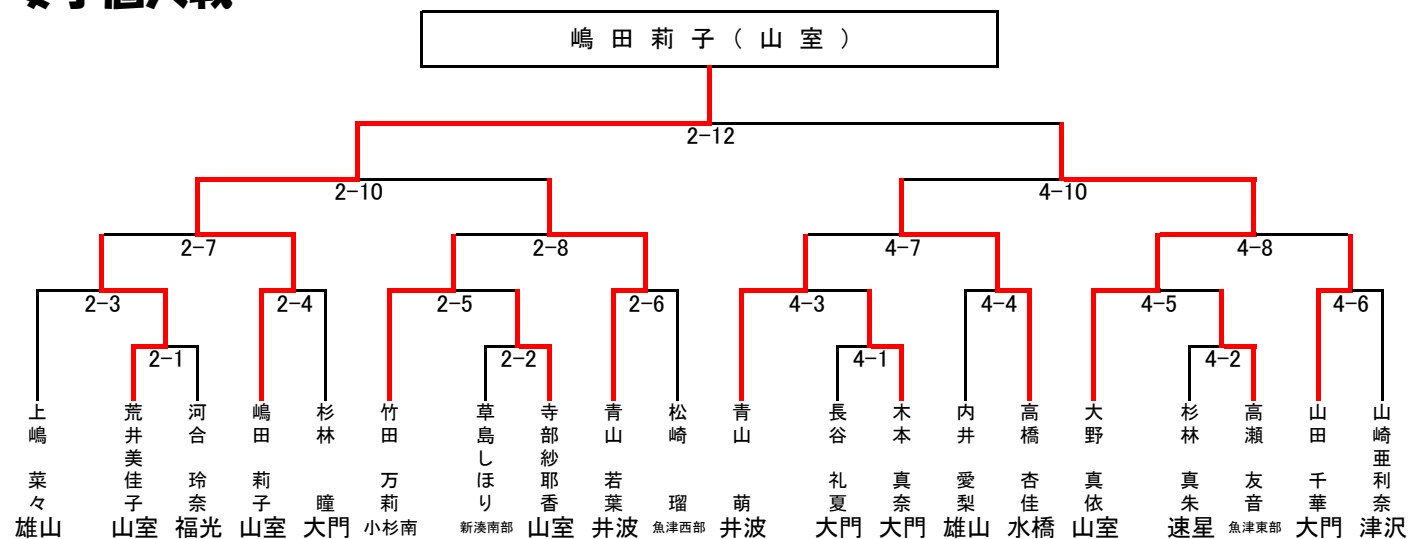 嶋田莉子(山室)
2-12
2-10
4-10
2-7
2-8
4-7
4-8
2-3
2-4
2-5
2-6
4-3
4-4
4-5
4-6
2-1
2-2
4-1
4-2
上嶋 菜々
雄山
荒井美佳子
山室
河合 玲奈
福光
嶋田 莉子
山室
杉林 瞳
大門
竹田 万莉
小杉南
草島しほり
新湊南部
寺部紗耶香
山室
青山 若葉
井波
松崎 瑠
魚津西部
青山 萌
井波
長谷 礼夏
大門
木本 真奈
大門
内井 愛梨
雄山
高橋 杏佳
水橋
大野 真依
山室
杉林 真朱
速星
高瀬 友音
魚津東部
山田 千華
大門
山崎亜利奈
津沢